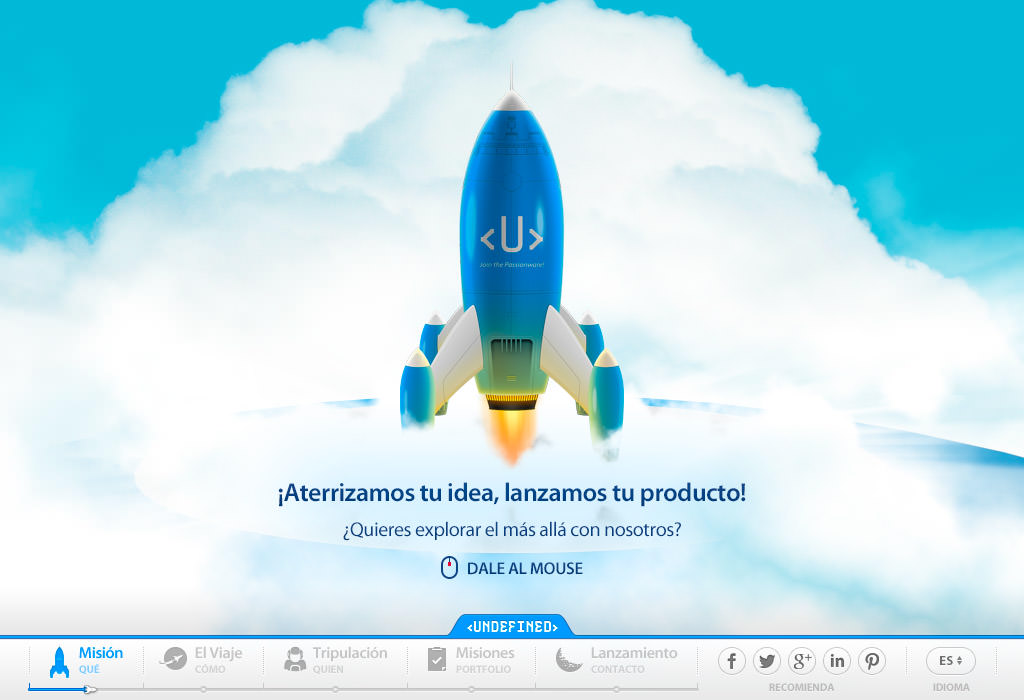 <U>
Join the Passionware!
¡Aterrizamos tu idea, lanzamos tu producto!
¿Quieres explorar el más allá con nosotros?
DALE AL MOUSE
<UNDEFINED>
Misión
QUÉ
El Viaje
CÓMO
Tripulación
QUIEN
Misiones
PORTFOLIO
Lanzamiento
CONTACTO
f
g+
in
RECOMIENDA
ES
IDIOMA